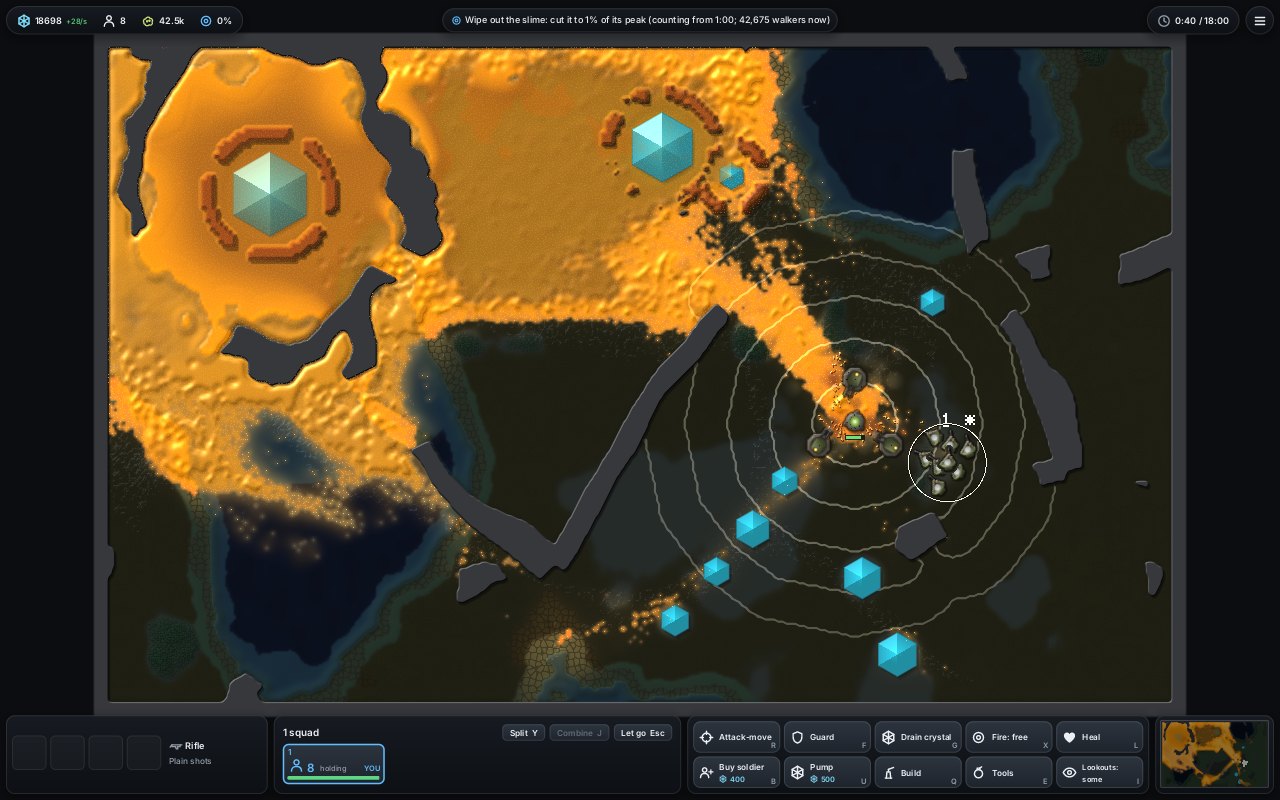 18698 +28/s 8 42.5k 0%
Wipe out the slime: cut it to 1% of its peak (counting from 1:00; 42,675 walkers now)
0:40 / 18:00
1
Rifle
Plain shots
1 squad
Split Y
Combine J
Let go Esc
1
8 holding YOU
Attack-move R
Guard F
Drain crystal G
Fire: free X
Heal L
Buy soldier 400 B
Pump 500 U
Build Q
Tools E
Lookouts: some I